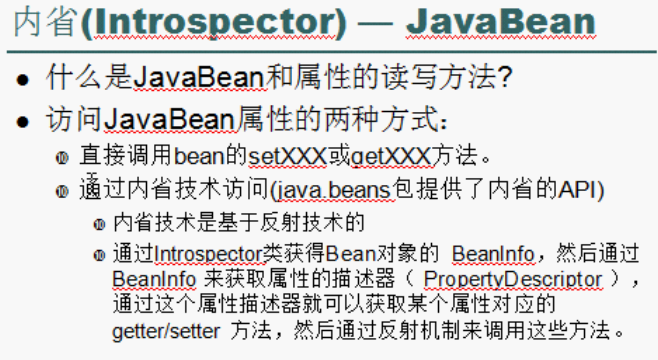 内省(Introspector) — JavaBean
什么是JavaBean和属性的读写方法?
访问JavaBean属性的两种方式:
直接调用bean的setXXX或getXXX方法。
通过内省技术访问(java.beans包提供了内省的API)
内省技术是基于反射技术的
通过Introspector类获得Bean对象的 BeanInfo，然后通过
BeanInfo 来获取属性的描述器（ PropertyDescriptor ），
通过这个属性描述器就可以获取某个属性对应的
getter/setter 方法，然后通过反射机制来调用这些方法。